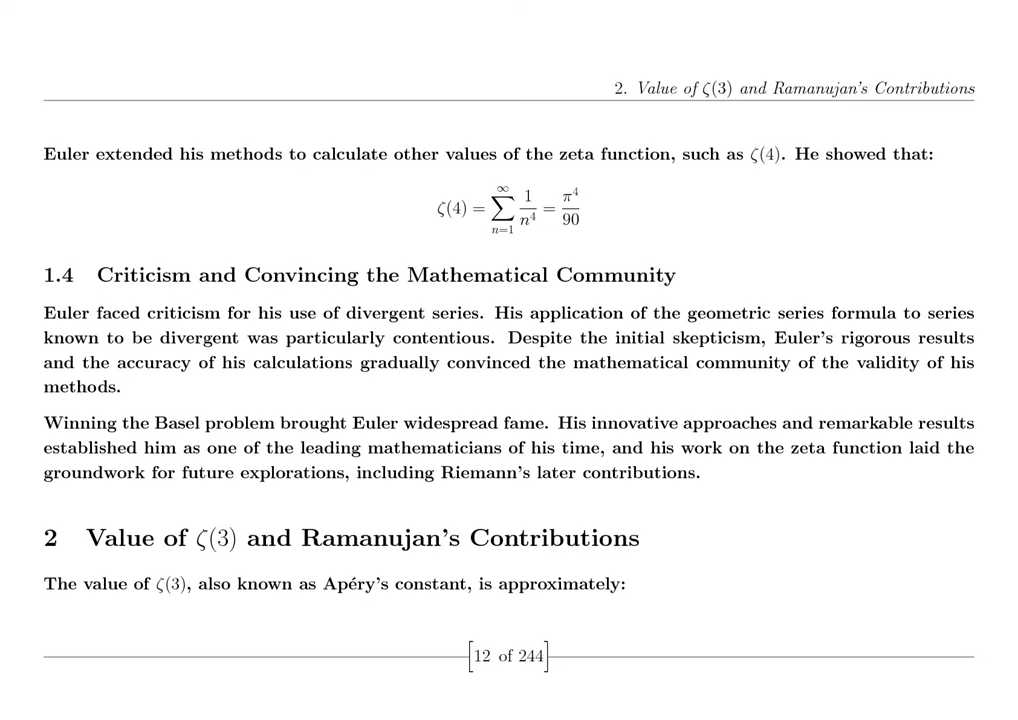 2. Value of ζ(3) and Ramanujan's Contributions
Euler extended his methods to calculate other values of the zeta function, such as ζ(4). He showed that:
ζ(4) = ∑_{n=1}^{∞} 1/n^4 = π^4/90
1.4 Criticism and Convincing the Mathematical Community
Euler faced criticism for his use of divergent series. His application of the geometric series formula to series
known to be divergent was particularly contentious. Despite the initial skepticism, Euler's rigorous results
and the accuracy of his calculations gradually convinced the mathematical community of the validity of his
methods.
Winning the Basel problem brought Euler widespread fame. His innovative approaches and remarkable results
established him as one of the leading mathematicians of his time, and his work on the zeta function laid the
groundwork for future explorations, including Riemann's later contributions.
2 Value of ζ(3) and Ramanujan's Contributions
The value of ζ(3), also known as Apéry's constant, is approximately:
[12 of 244]